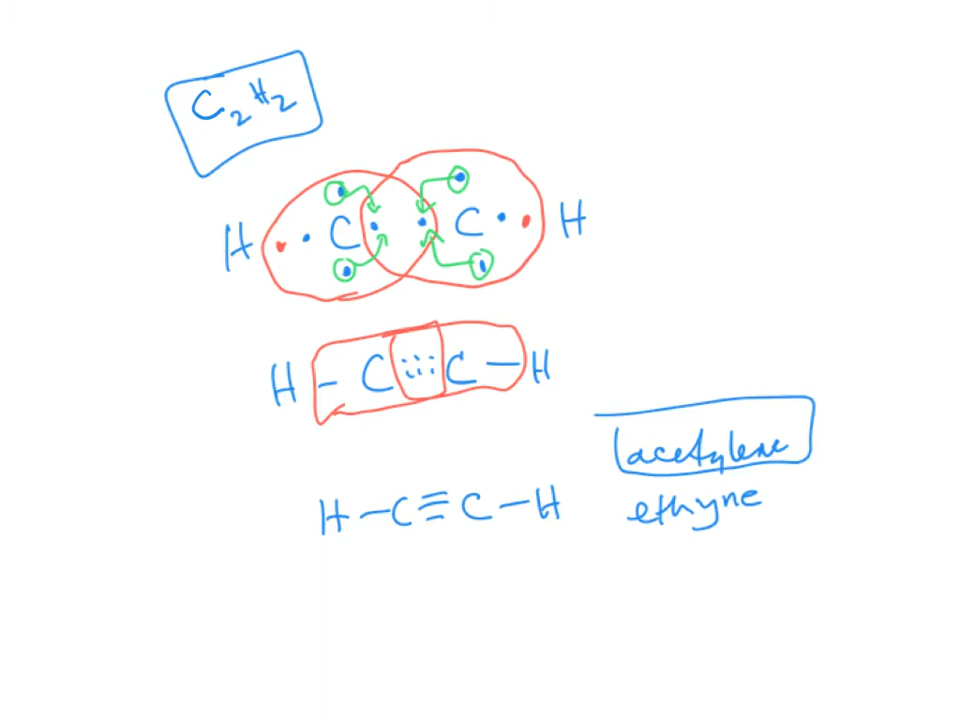 C2H2
H · · C · · C · · H
H - C ⋮⋮⋮ C - H
acetylene
H - C ≡ C - H
ethyne